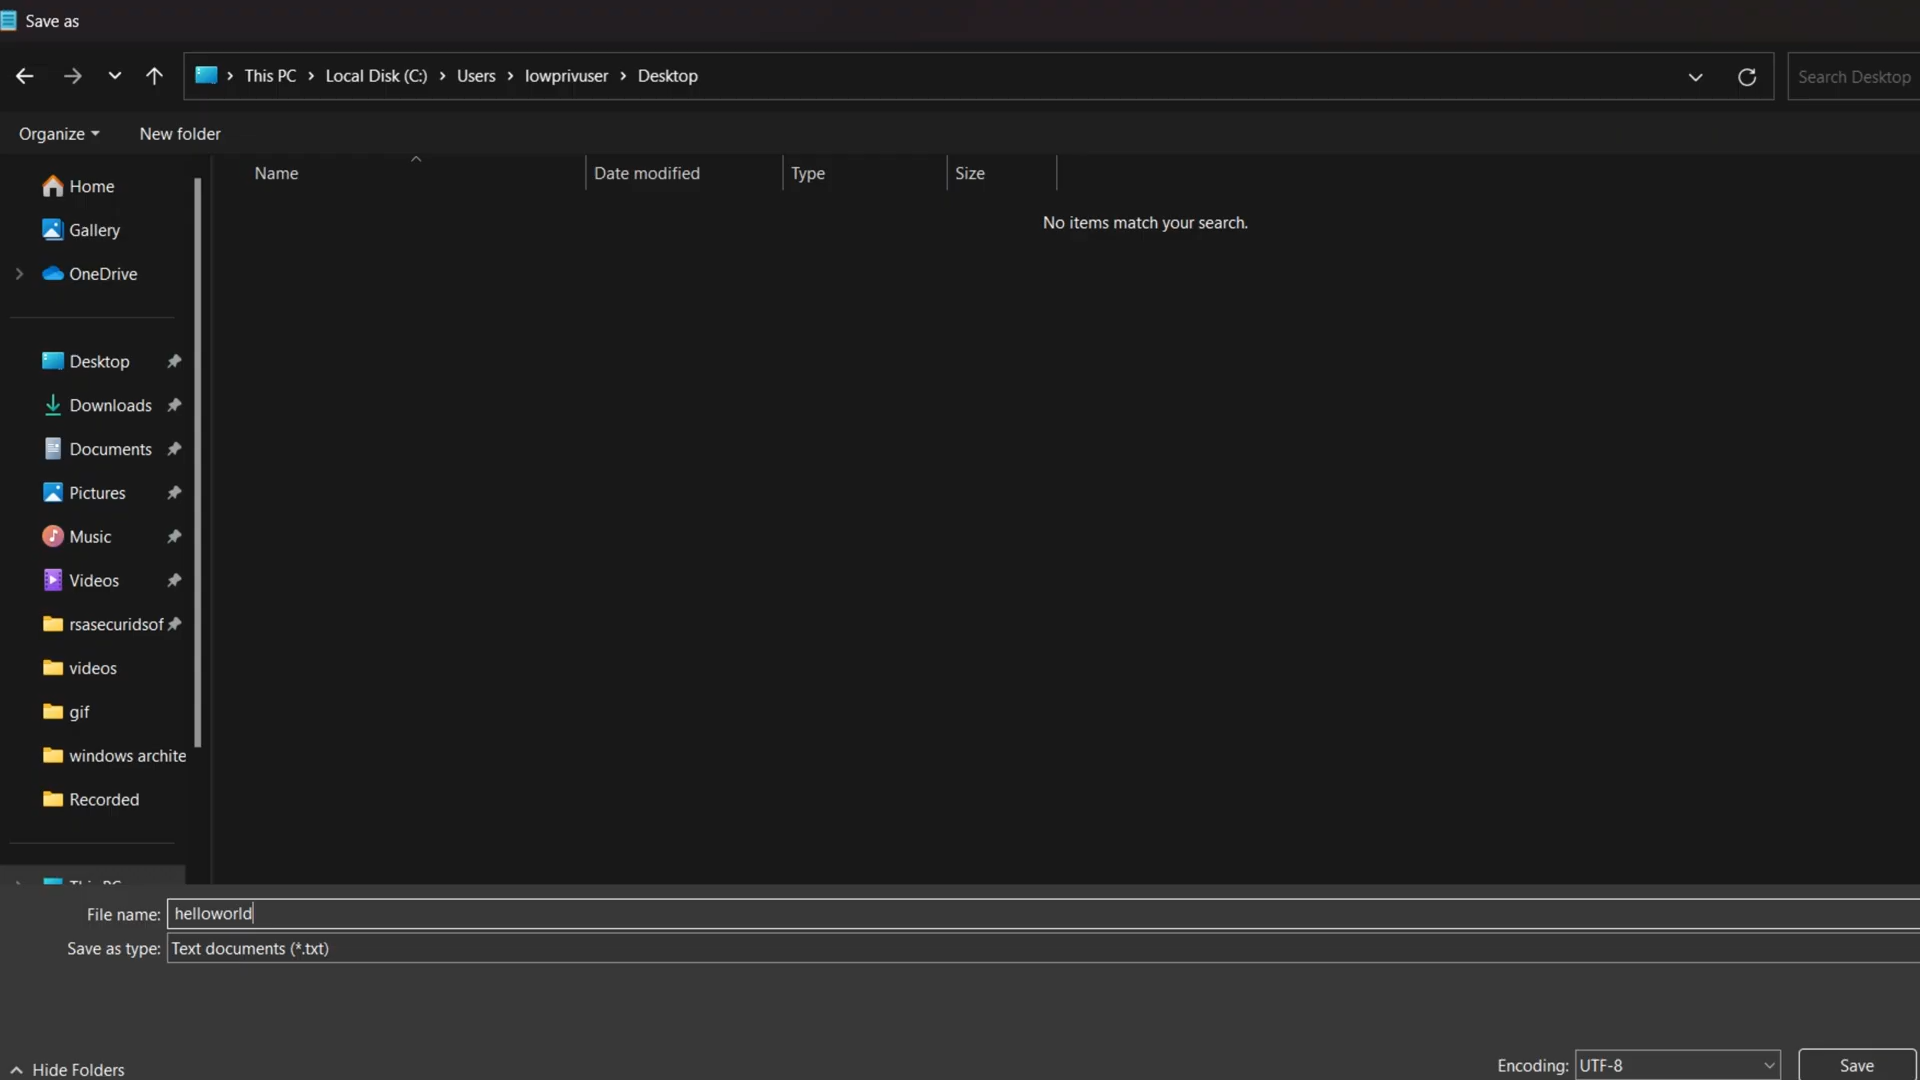 Save as
This PC > Local Disk (C:) > Users > lowprivuser > Desktop
Search Desktop
Organize
New folder
Name
Date modified
Type
Size
No items match your search.
Home
Gallery
OneDrive
Desktop
Downloads
Documents
Pictures
Music
Videos
rsasecuridsof
videos
gif
windows archite
Recorded
This PC
File name: helloworld
Save as type: Text documents (*.txt)
Hide Folders
Encoding: UTF-8
Save